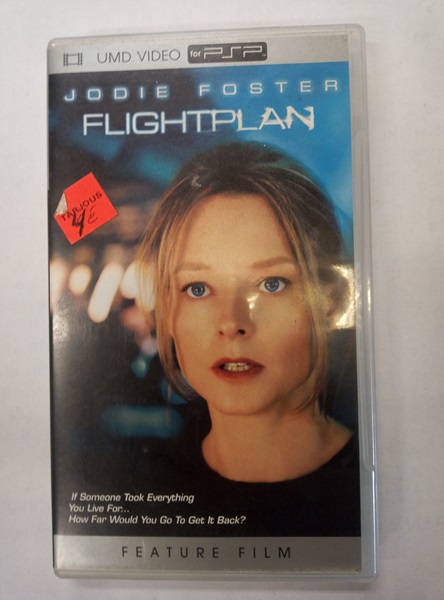 UMD VIDEO for PSP
JODIE FOSTER
FLIGHTPLAN
TARJOUS
4€
If Someone Took Everything
You Live For...
How Far Would You Go To Get It Back?
FEATURE FILM